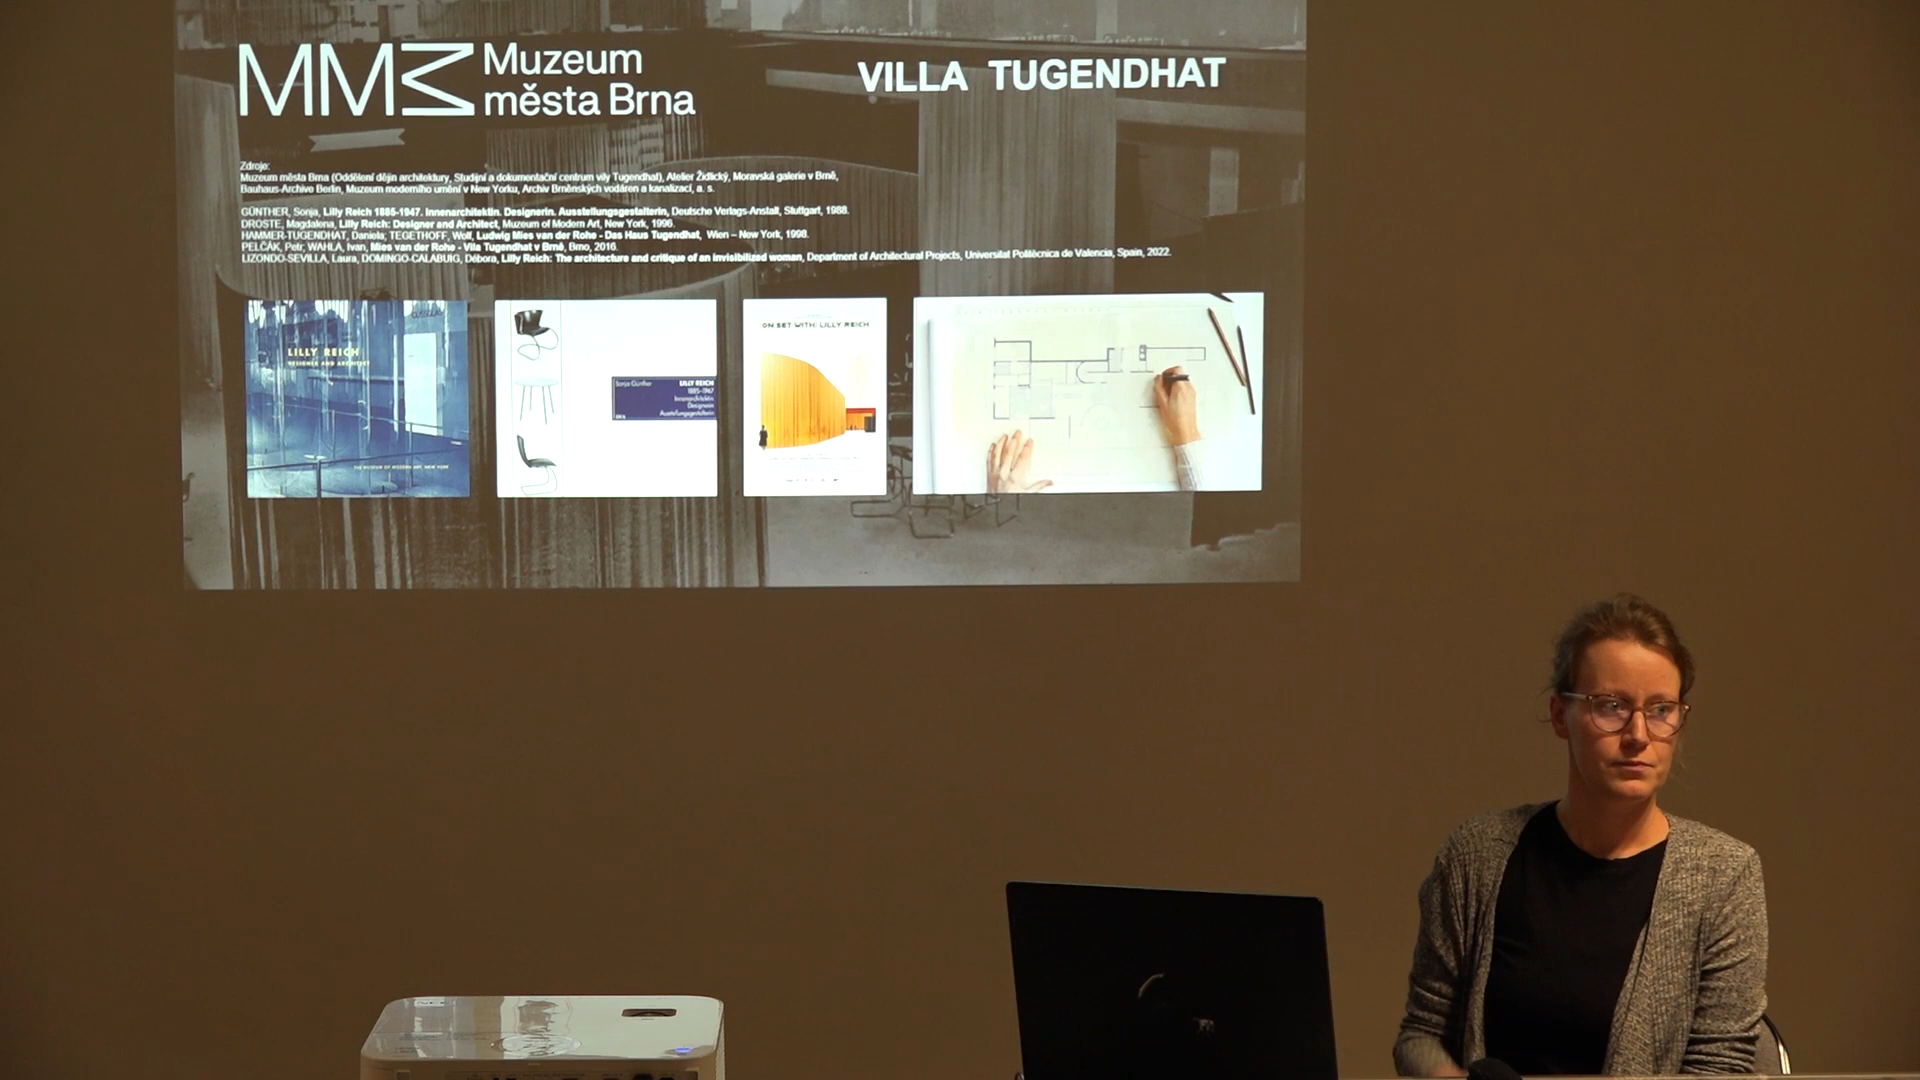 MMM Muzeum
města Brna
VILLA TUGENDHAT
Zdroje:
Muzeum města Brna (Oddělení dějin architektury, Studijní a dokumentační centrum vily Tugendhat), Atelier Židlický, Moravská galerie v Brně,
Bauhaus-Archive Berlin, Muzeum moderního umění v New Yorku, Archiv Brněnských vodáren a kanalizací, a. s.
GÜNTHER, Sonja, Lilly Reich 1885-1947. Innenarchitektin. Designerin. Ausstellungsgestalterin, Deutsche Verlags-Anstalt, Stuttgart, 1988.
DROSTE, Magdalena, Lilly Reich: Designer and Architect, Museum of Modern Art, New York, 1996.
HAMMER-TUGENDHAT, Daniela; TEGETHOFF, Wolf, Ludwig Mies van der Rohe - Das Haus Tugendhat, Wien – New York, 1998.
PELČÁK, Petr; WAHLA, Ivan, Mies van der Rohe - Vila Tugendhat v Brně, Brno, 2016.
LIZONDO-SEVILLA, Laura, DOMINGO-CALABUIG, Débora, Lilly Reich: The architecture and critique of an invisibilized woman, Department of Architectural Projects, Universitat Politècnica de Valencia, Spain, 2022.
LILLY REICH
DESIGNER AND ARCHITECT
THE MUSEUM OF MODERN ART, NEW YORK
Sonja Günther
LILLY REICH
1885-1947
Innenarchitektin
Designerin
Ausstellungsgestalterin
ON SET WITH: LILLY REICH